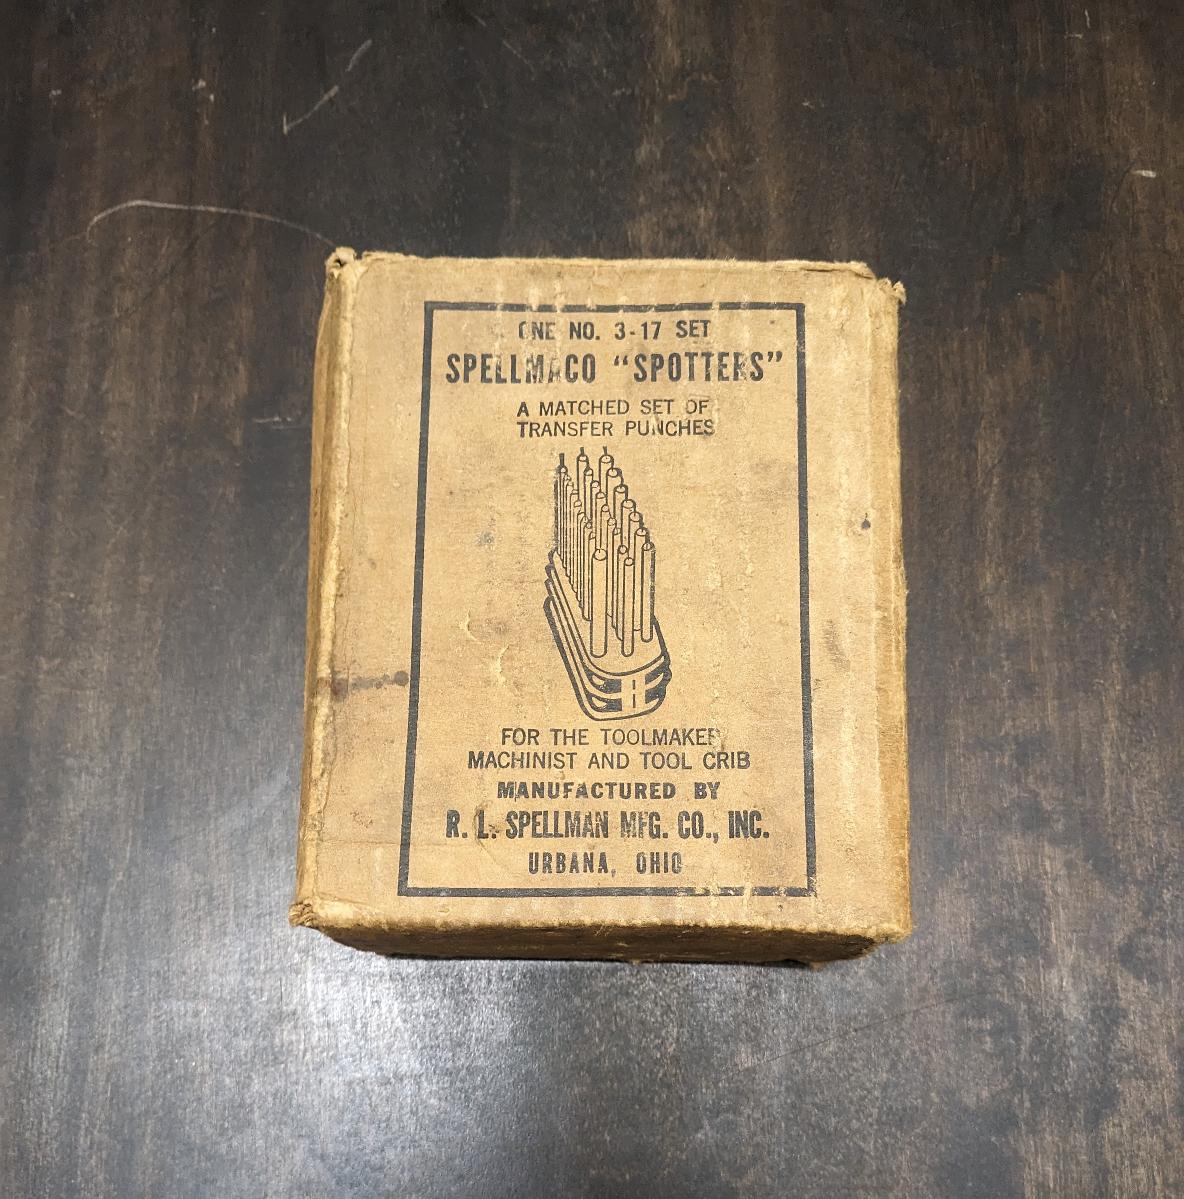 ONE NO. 3-17 SET
SPELLMACO "SPOTTERS"
A MATCHED SET OF
TRANSFER PUNCHES
FOR THE TOOLMAKER
MACHINIST AND TOOL CRIB
MANUFACTURED BY
R. L. SPELLMAN MFG. CO., INC.
URBANA, OHIO